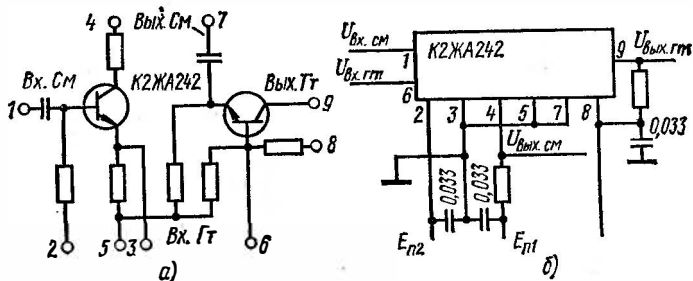 4
Вых. См
7
Вх. См
К2ЖА242
Вых. Гт
1
9
8
2
5
3
Вх. Гт
6
а)
Uвх. см
К2ЖА242
9
Uвых. гт
1
Uвх. гт
6
2
3
4
5
7
8
Uвых. см
0,033
0,033
0,033
Еп2
Еп1
б)